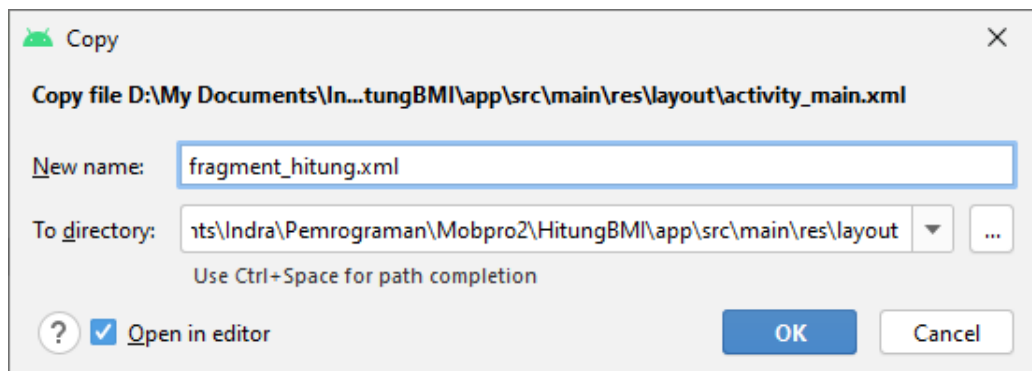 Copy
Copy file D:\My Documents\In...tungBMI\app\src\main\res\layout\activity_main.xml
New name: fragment_hitung.xml
To directory: nts\Indra\Pemrograman\Mobpro2\HitungBMI\app\src\main\res\layout ...
Use Ctrl+Space for path completion
? Open in editor OK Cancel